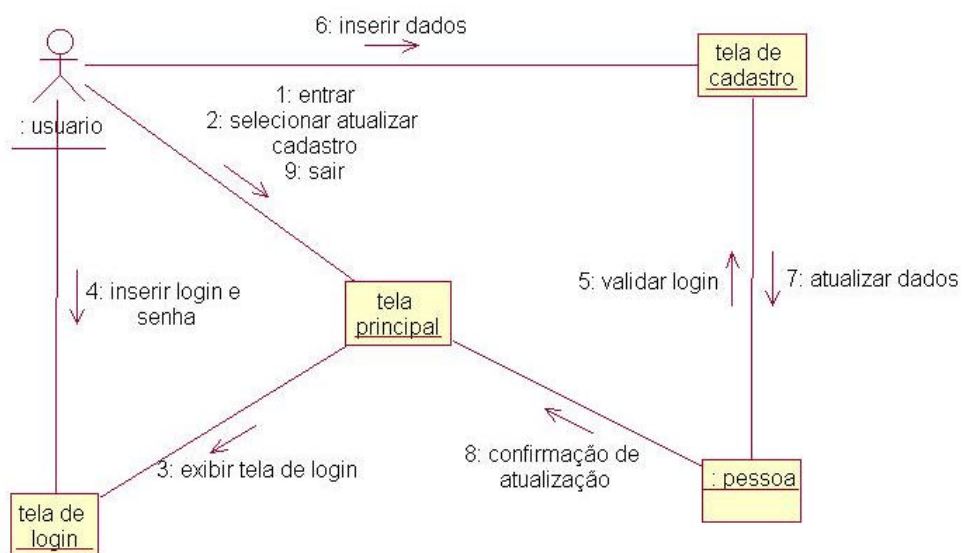 6: inserir dados
tela de
cadastro
: usuario
1: entrar
2: selecionar atualizar
cadastro
9: sair
4: inserir login e
senha
tela
principal
5: validar login
7: atualizar dados
3: exibir tela de login
8: confirmação de
atualização
: pessoa
tela de
login